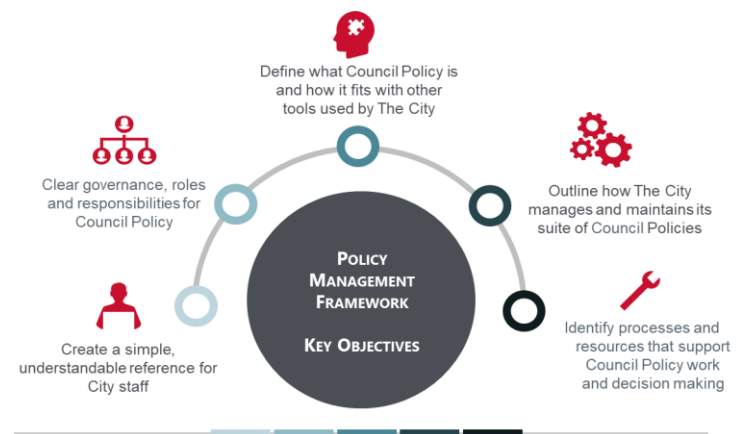 Define what Council Policy is
and how it fits with other
tools used by The City
Clear governance, roles
and responsibilities for
Council Policy
Outline how The City
manages and maintains its
suite of Council Policies
POLICY
MANAGEMENT
FRAMEWORK
KEY OBJECTIVES
Create a simple,
understandable reference for
City staff
Identify processes and
resources that support
Council Policy work
and decision making